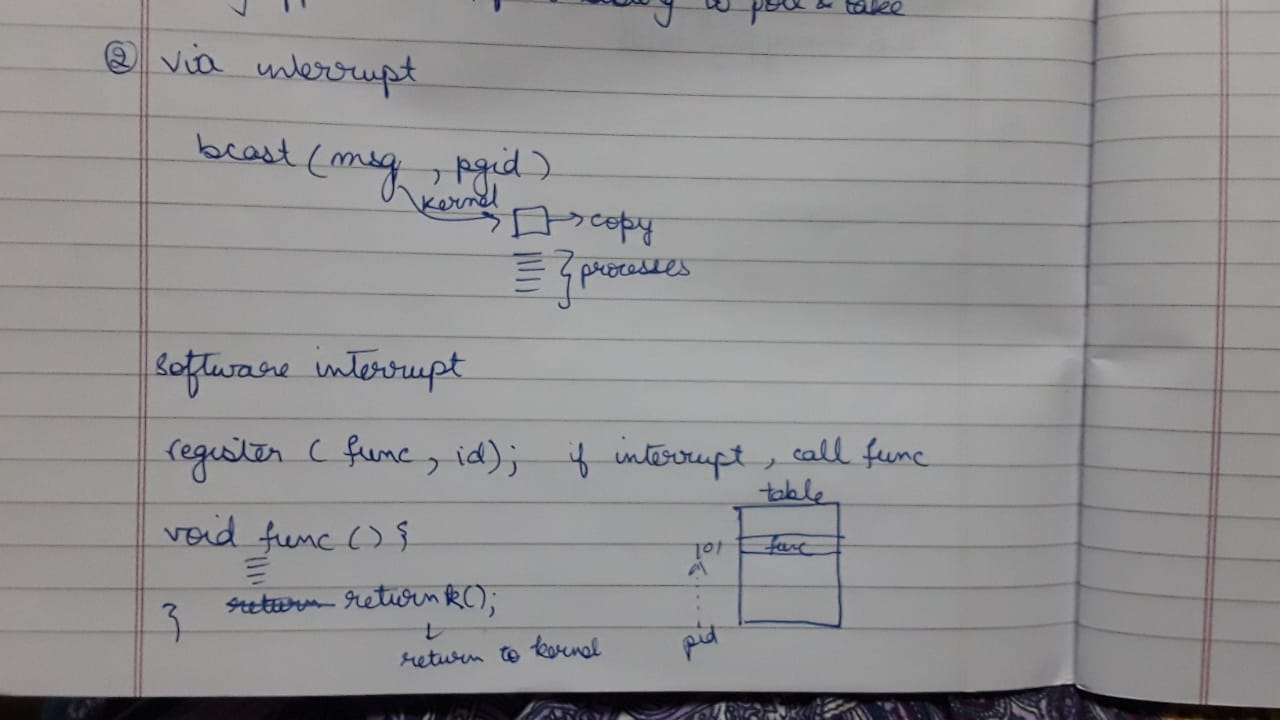 to poll & take
② via interrupt
bcast (msg, pgid)
kernel
→ copy
} processes
software interrupt
register (func, id); if interrupt, call func
table
void func () {
101 func
return returnk();
}
pid
return to kernel